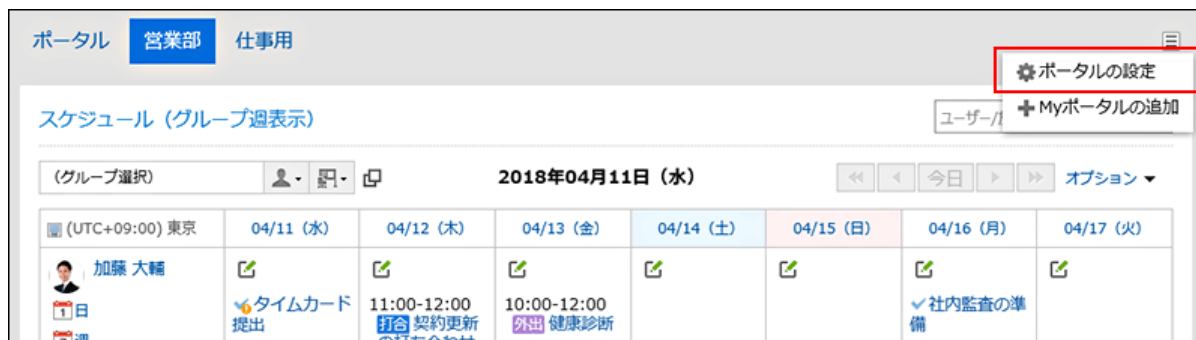 ポータル 営業部 仕事用
ポータルの設定
Myポータルの追加
スケジュール（グループ週表示）
ユーザー/
（グループ選択） 2018年04月11日（水） 今日 オプション
(UTC+09:00) 東京 04/11（水） 04/12（木） 04/13（金） 04/14（土） 04/15（日） 04/16（月） 04/17（火）
加藤 大輔
日
タイムカード
提出
11:00-12:00
打合 契約更新
10:00-12:00
外出 健康診断
社内監査の準
備